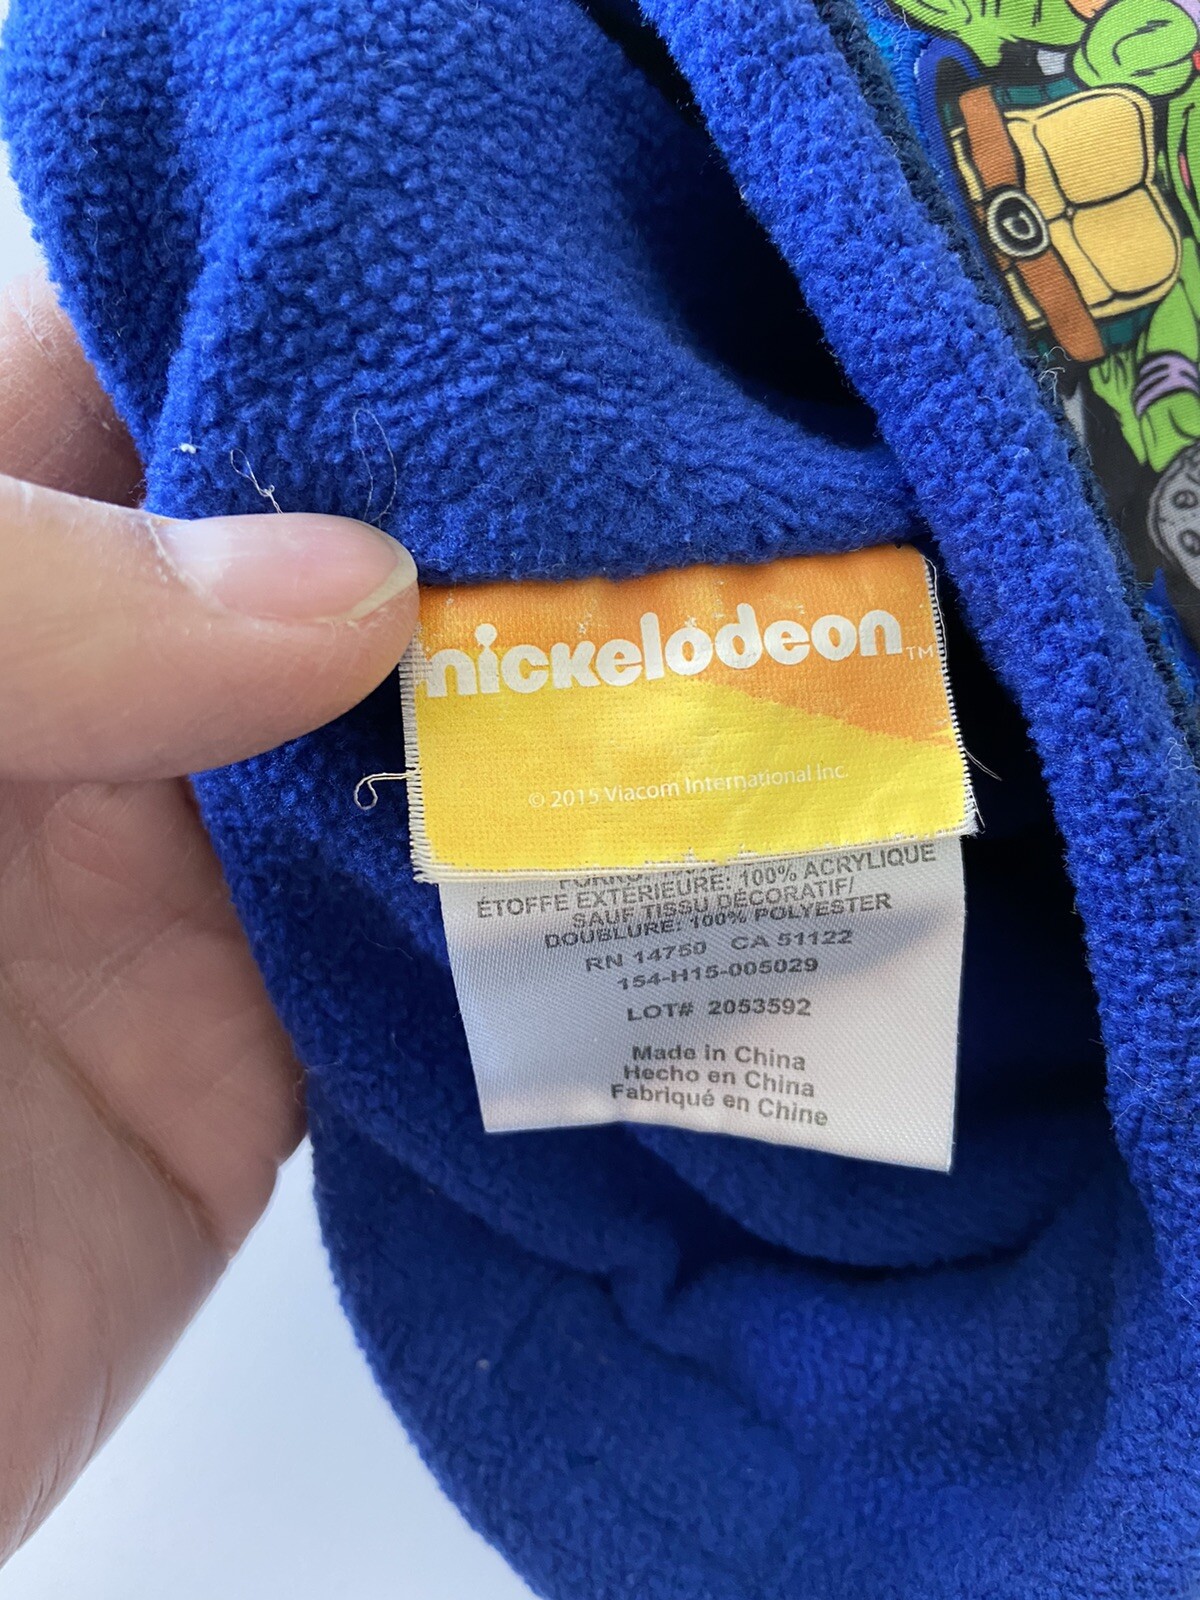 nickelodeon™
© 2015 Viacom International Inc.
ÉTOFFE EXTÉRIEURE: 100% ACRYLIQUE
SAUF TISSU DÉCORATIF/
DOUBLURE: 100% POLYESTER
RN 14750 CA 51122
154-H15-005029
LOT# 2053592
Made in China
Hecho en China
Fabriqué en Chine